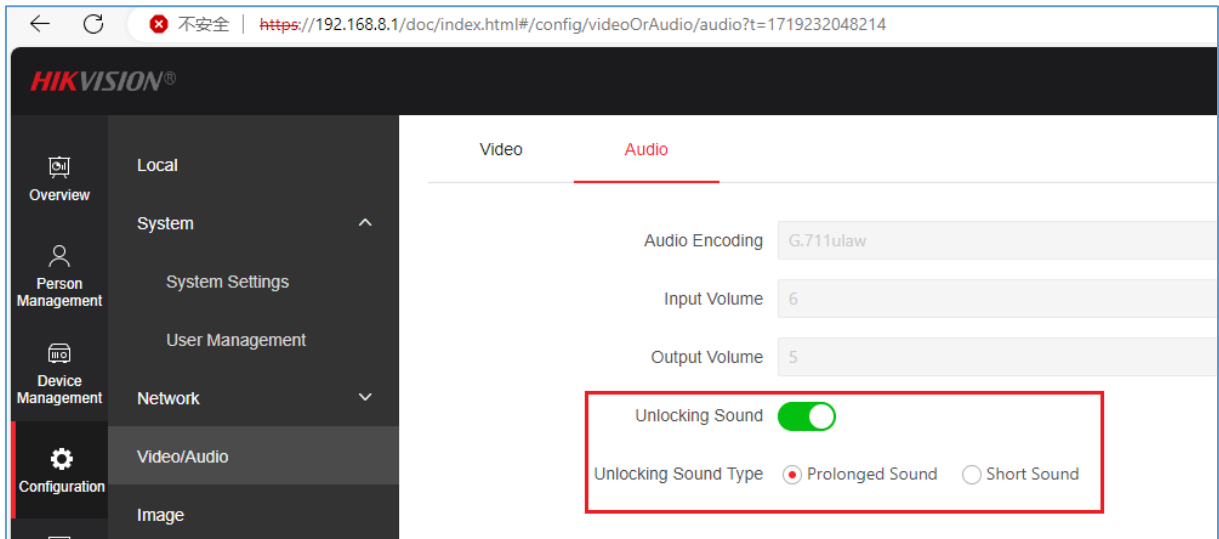 不安全 | https://192.168.8.1/doc/index.html#/config/videoOrAudio/audio?t=1719232048214
HIKVISION®
Overview
Person
Management
Device
Management
Configuration
Local
System
System Settings
User Management
Network
Video/Audio
Image
Video Audio
Audio Encoding G.711ulaw
Input Volume 6
Output Volume 5
Unlocking Sound
Unlocking Sound Type Prolonged Sound Short Sound